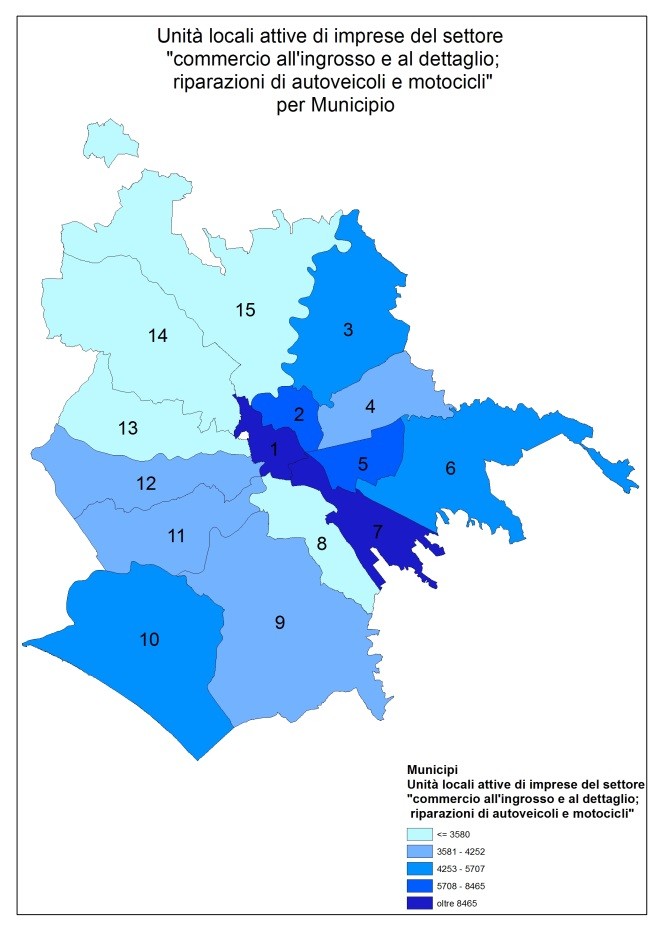 Unità locali attive di imprese del settore
"commercio all'ingrosso e al dettaglio;
riparazioni di autoveicoli e motocicli"
per Municipio
15
14
3
2
4
13
1
5
6
12
7
11
8
9
10
Municipi
Unità locali attive di imprese del settore
"commercio all'ingrosso e al dettaglio;
riparazioni di autoveicoli e motocicli"
<= 3580
3581 - 4252
4253 - 5707
5708 - 8465
oltre 8465